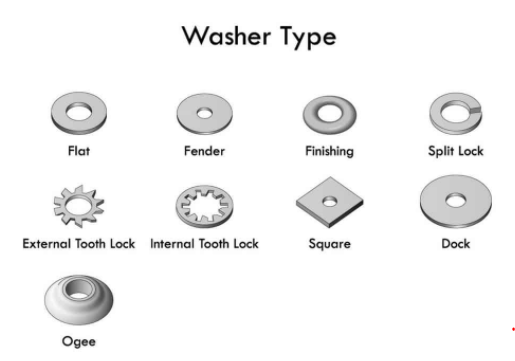 Washer Type
Flat
Fender
Finishing
Split Lock
External Tooth Lock
Internal Tooth Lock
Square
Dock
Ogee